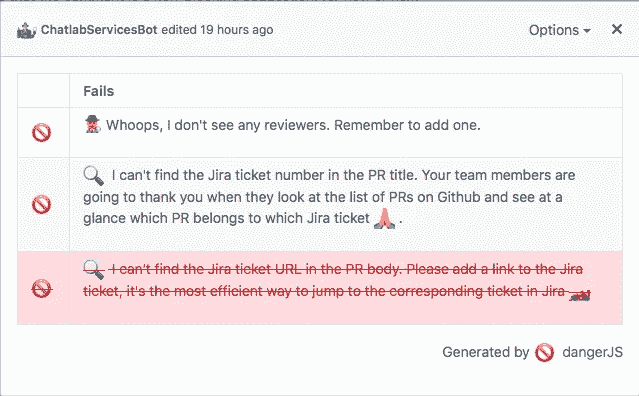 ChatlabServicesBot edited 19 hours ago
Options
Fails
Whoops, I don't see any reviewers. Remember to add one.
I can't find the Jira ticket number in the PR title. Your team members are
going to thank you when they look at the list of PRs on Github and see at a
glance which PR belongs to which Jira ticket .
I can't find the Jira ticket URL in the PR body. Please add a link to the Jira
ticket, it's the most efficient way to jump to the corresponding ticket in Jira
Generated by dangerJS